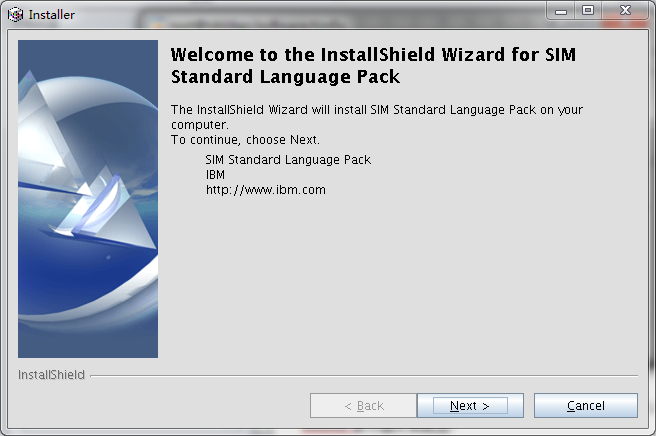 Installer
Welcome to the InstallShield Wizard for SIM
Standard Language Pack
The InstallShield Wizard will install SIM Standard Language Pack on your
computer.
To continue, choose Next.
SIM Standard Language Pack
IBM
http://www.ibm.com
InstallShield
< Back
Next >
Cancel